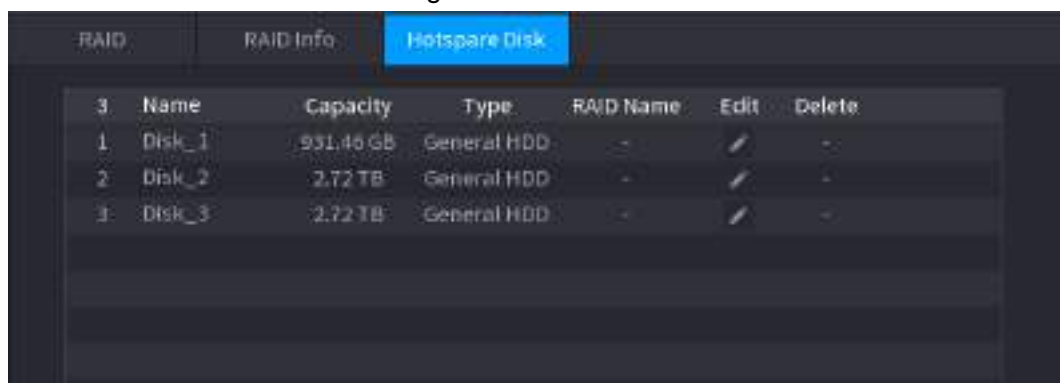 RAID RAID Info Hotspare Disk
3 Name Capacity Type RAID Name Edit Delete
1 Disk_1 931.46 GB General HDD - -
2 Disk_2 2.72 TB General HDD - -
3 Disk_3 2.72 TB General HDD - -